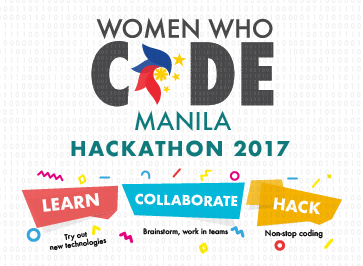 WOMEN WHO
CODE
MANILA
HACKATHON 2017
LEARN
COLLABORATE
HACK
Try out
new technologies
Brainstorm, work in teams
Non-stop coding